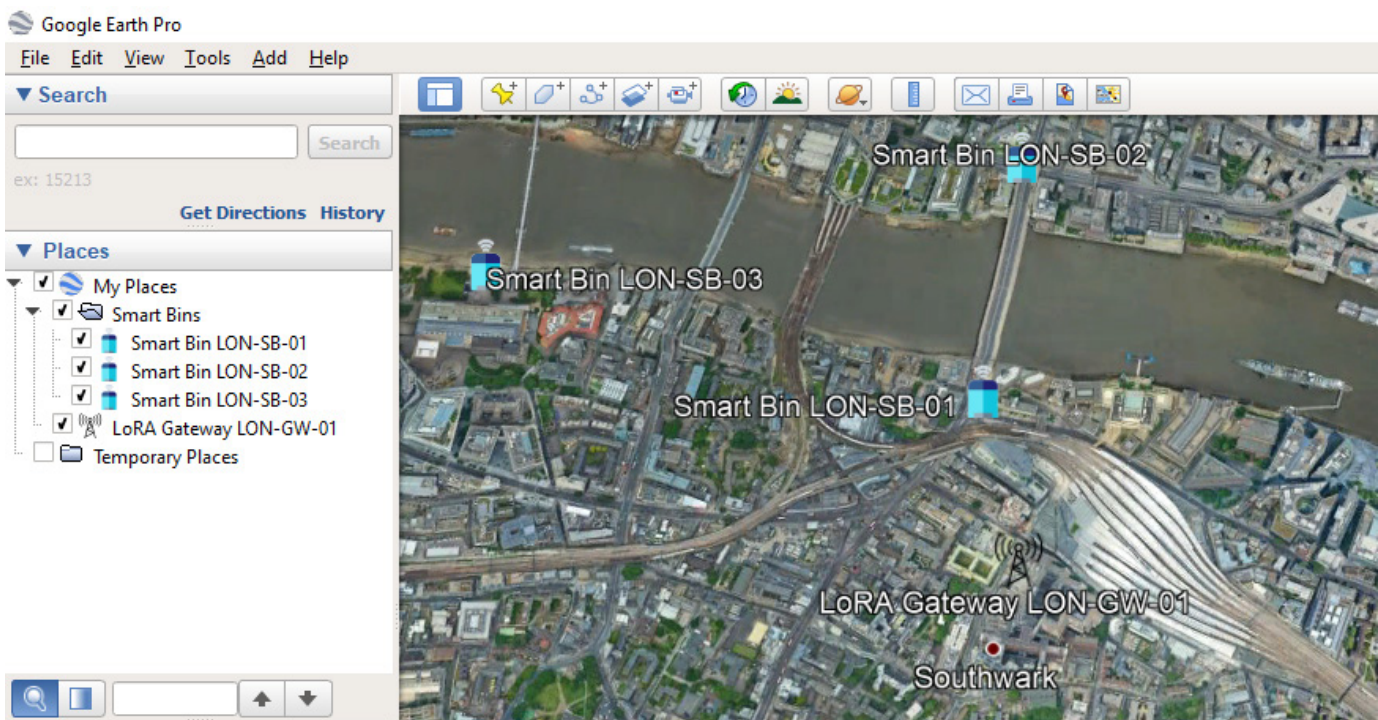 Google Earth Pro
File Edit View Tools Add Help
Search
Search
ex: 15213
Get Directions History
Places
My Places
Smart Bins
Smart Bin LON-SB-01
Smart Bin LON-SB-02
Smart Bin LON-SB-03
LoRA Gateway LON-GW-01
Temporary Places
Smart Bin LON-SB-02
Smart Bin LON-SB-03
Smart Bin LON-SB-01
LoRA Gateway LON-GW-01
Southwark